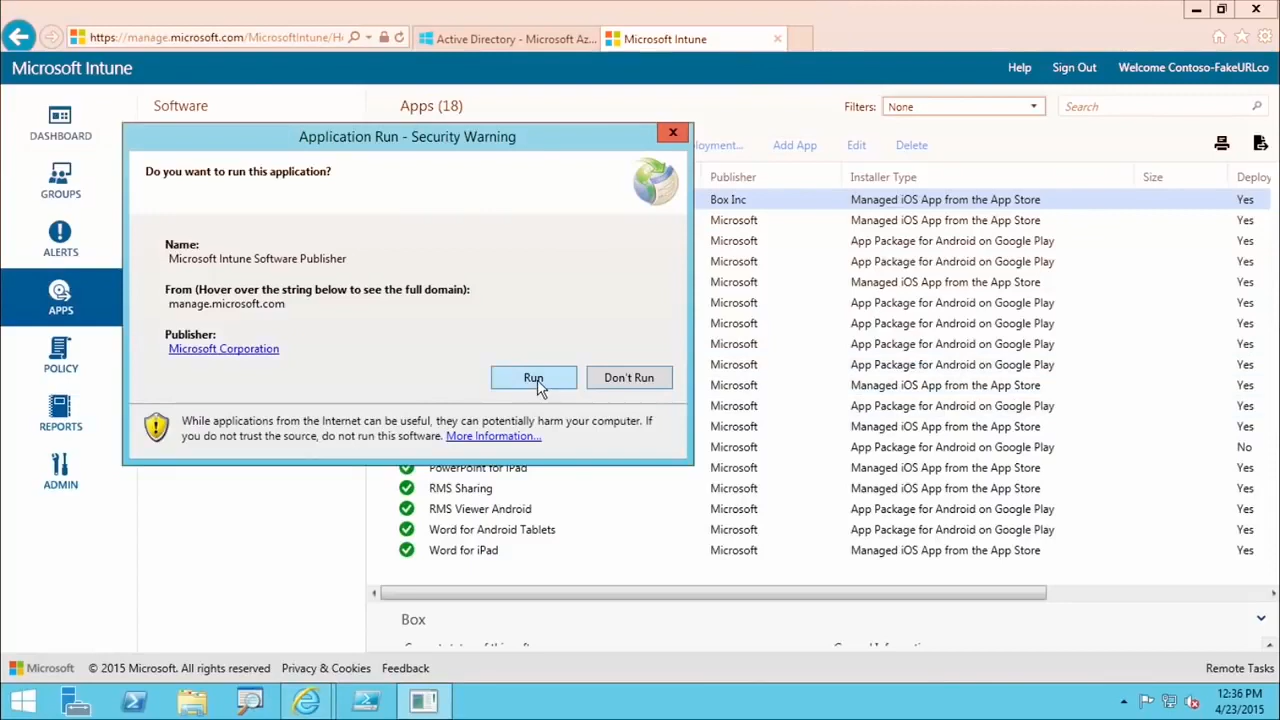 https://manage.microsoft.com/MicrosoftIntune/He
Active Directory - Microsoft Az...
Microsoft Intune
Microsoft Intune
Help
Sign Out
Welcome Contoso-FakeURLco
DASHBOARD
GROUPS
ALERTS
APPS
POLICY
REPORTS
ADMIN
Software
Apps (18)
Filters:
None
Search
loyment...
Add App
Edit
Delete
Publisher
Installer Type
Size
Deploy
Box Inc
Managed iOS App from the App Store
Yes
Microsoft
Managed iOS App from the App Store
Yes
Microsoft
App Package for Android on Google Play
Yes
Microsoft
App Package for Android on Google Play
Yes
Microsoft
Managed iOS App from the App Store
Yes
Microsoft
App Package for Android on Google Play
Yes
Microsoft
App Package for Android on Google Play
Yes
Microsoft
App Package for Android on Google Play
Yes
Microsoft
App Package for Android on Google Play
Yes
Microsoft
Managed iOS App from the App Store
Yes
Microsoft
App Package for Android on Google Play
Yes
Microsoft
Managed iOS App from the App Store
Yes
Microsoft
App Package for Android on Google Play
No
PowerPoint for iPad
Microsoft
Managed iOS App from the App Store
Yes
RMS Sharing
Microsoft
Managed iOS App from the App Store
Yes
RMS Viewer Android
Microsoft
App Package for Android on Google Play
Yes
Word for Android Tablets
Microsoft
App Package for Android on Google Play
Yes
Word for iPad
Microsoft
Managed iOS App from the App Store
Yes
Box
Application Run - Security Warning
Do you want to run this application?
Name:
Microsoft Intune Software Publisher
From (Hover over the string below to see the full domain):
manage.microsoft.com
Publisher:
Microsoft Corporation
Run
Don't Run
While applications from the Internet can be useful, they can potentially harm your computer. If
you do not trust the source, do not run this software. More Information...
Microsoft
© 2015 Microsoft. All rights reserved
Privacy & Cookies
Feedback
Remote Tasks
12:36 PM
4/23/2015